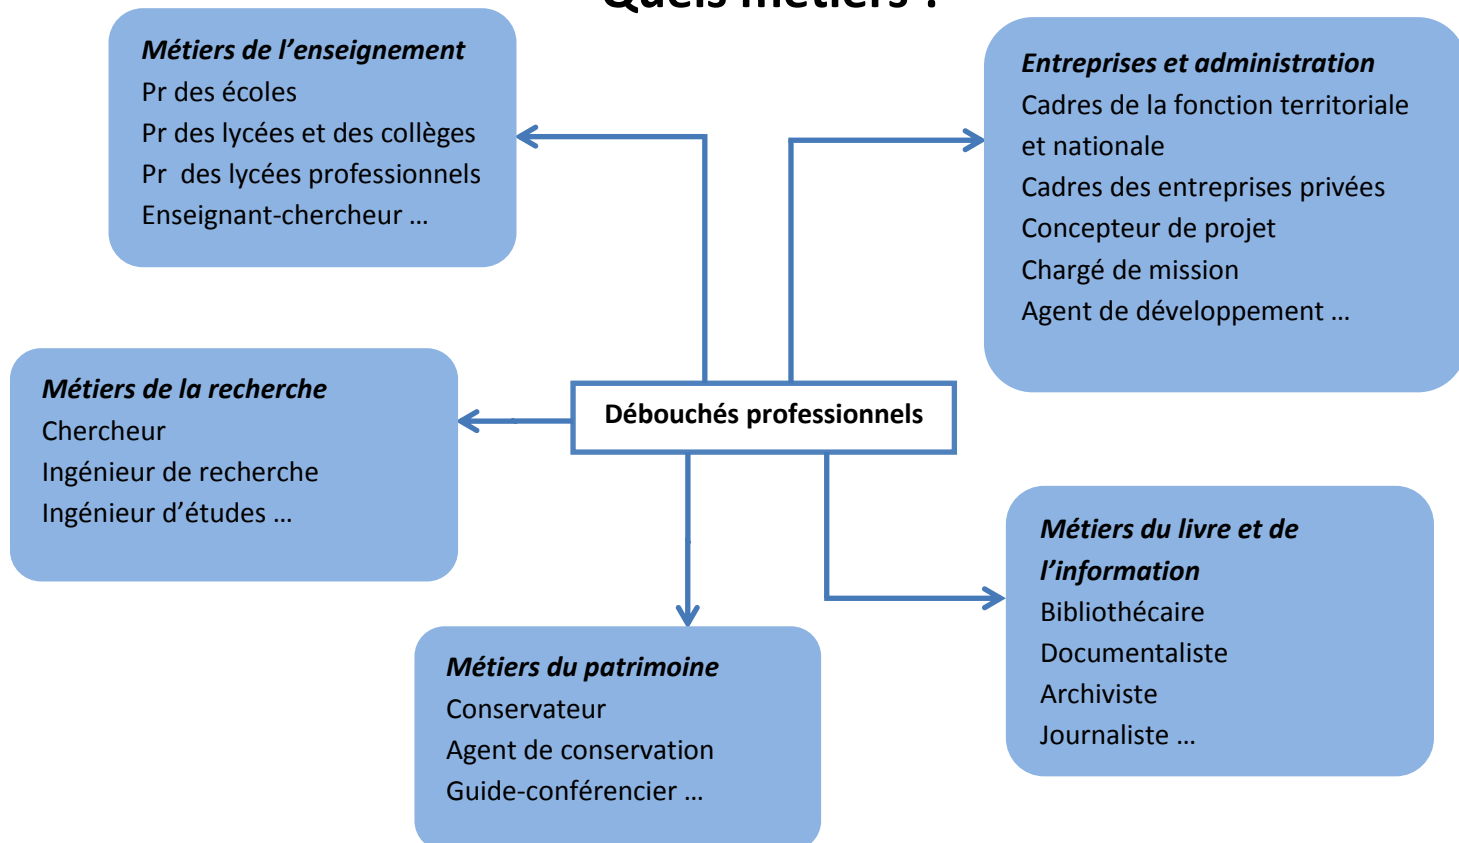 Quels métiers ?
Métiers de l’enseignement
Pr des écoles
Pr des lycées et des collèges
Pr  des lycées professionnels
Enseignant-chercheur …
Entreprises et administration
Cadres de la fonction territoriale
et nationale
Cadres des entreprises privées
Concepteur de projet
Chargé de mission
Agent de développement …
Métiers de la recherche
Chercheur
Ingénieur de recherche
Ingénieur d’études …
Débouchés professionnels
Métiers du livre et de
l’information
Bibliothécaire
Documentaliste
Archiviste
Journaliste …
Métiers du patrimoine
Conservateur
Agent de conservation
Guide-conférencier …